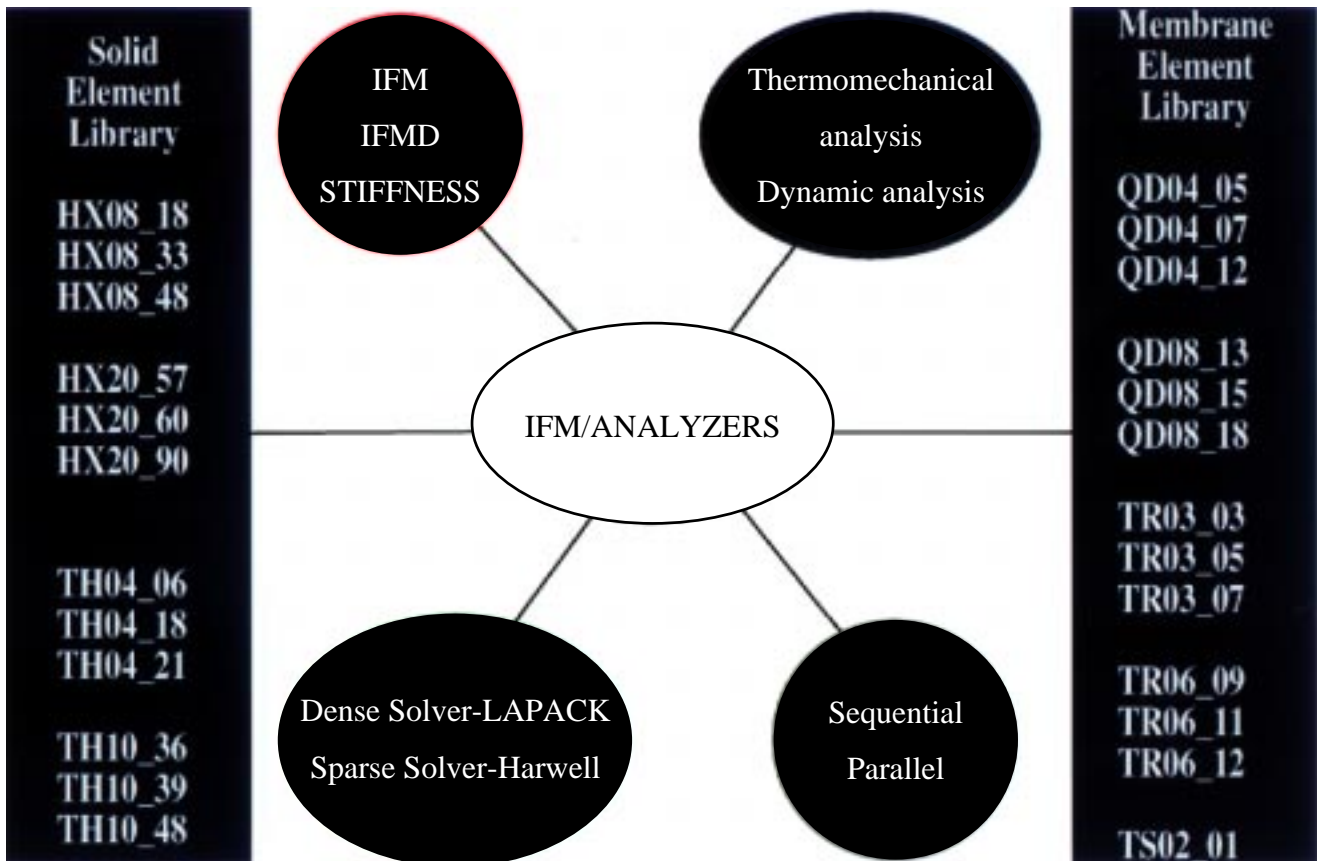 Solid
Element
Library
HX08_18
HX08_33
HX08_48
HX20_57
HX20_60
HX20_90
TH04_06
TH04_18
TH04_21
TH10_36
TH10_39
TH10_48
IFM
IFMD
STIFFNESS
Thermomechanical
analysis
Dynamic analysis
IFM/ANALYZERS
Dense Solver-LAPACK
Sparse Solver-Harwell
Sequential
Parallel
Membrane
Element
Library
QD04_05
QD04_07
QD04_12
QD08_13
QD08_15
QD08_18
TR03_03
TR03_05
TR03_07
TR06_09
TR06_11
TR06_12
TS02_01